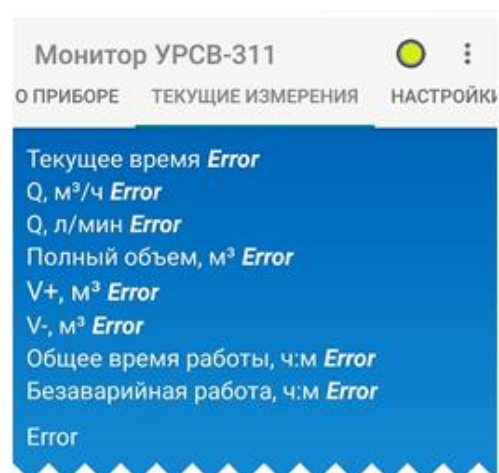 Монитор УРСВ-311
О ПРИБОРЕ ТЕКУЩИЕ ИЗМЕРЕНИЯ НАСТРОЙКИ
Текущее время Error
Q, м³/ч Error
Q, л/мин Error
Полный объем, м³ Error
V+, м³ Error
V-, м³ Error
Общее время работы, ч:м Error
Безаварийная работа, ч:м Error
Error